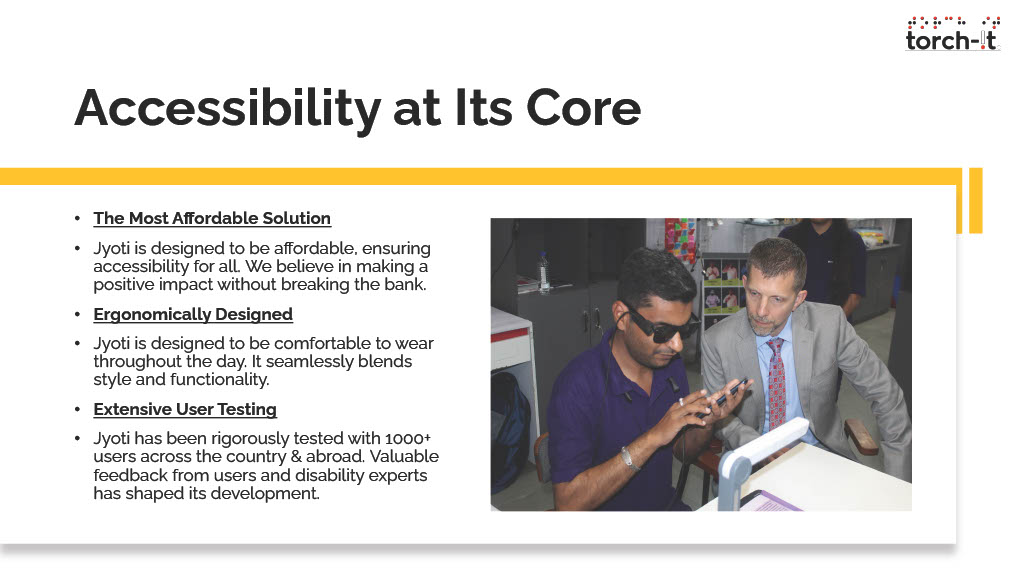 torch-it
Accessibility at Its Core
• The Most Affordable Solution
• Jyoti is designed to be affordable, ensuring
accessibility for all. We believe in making a
positive impact without breaking the bank.
• Ergonomically Designed
• Jyoti is designed to be comfortable to wear
throughout the day. It seamlessly blends
style and functionality.
• Extensive User Testing
• Jyoti has been rigorously tested with 1000+
users across the country & abroad. Valuable
feedback from users and disability experts
has shaped its development.